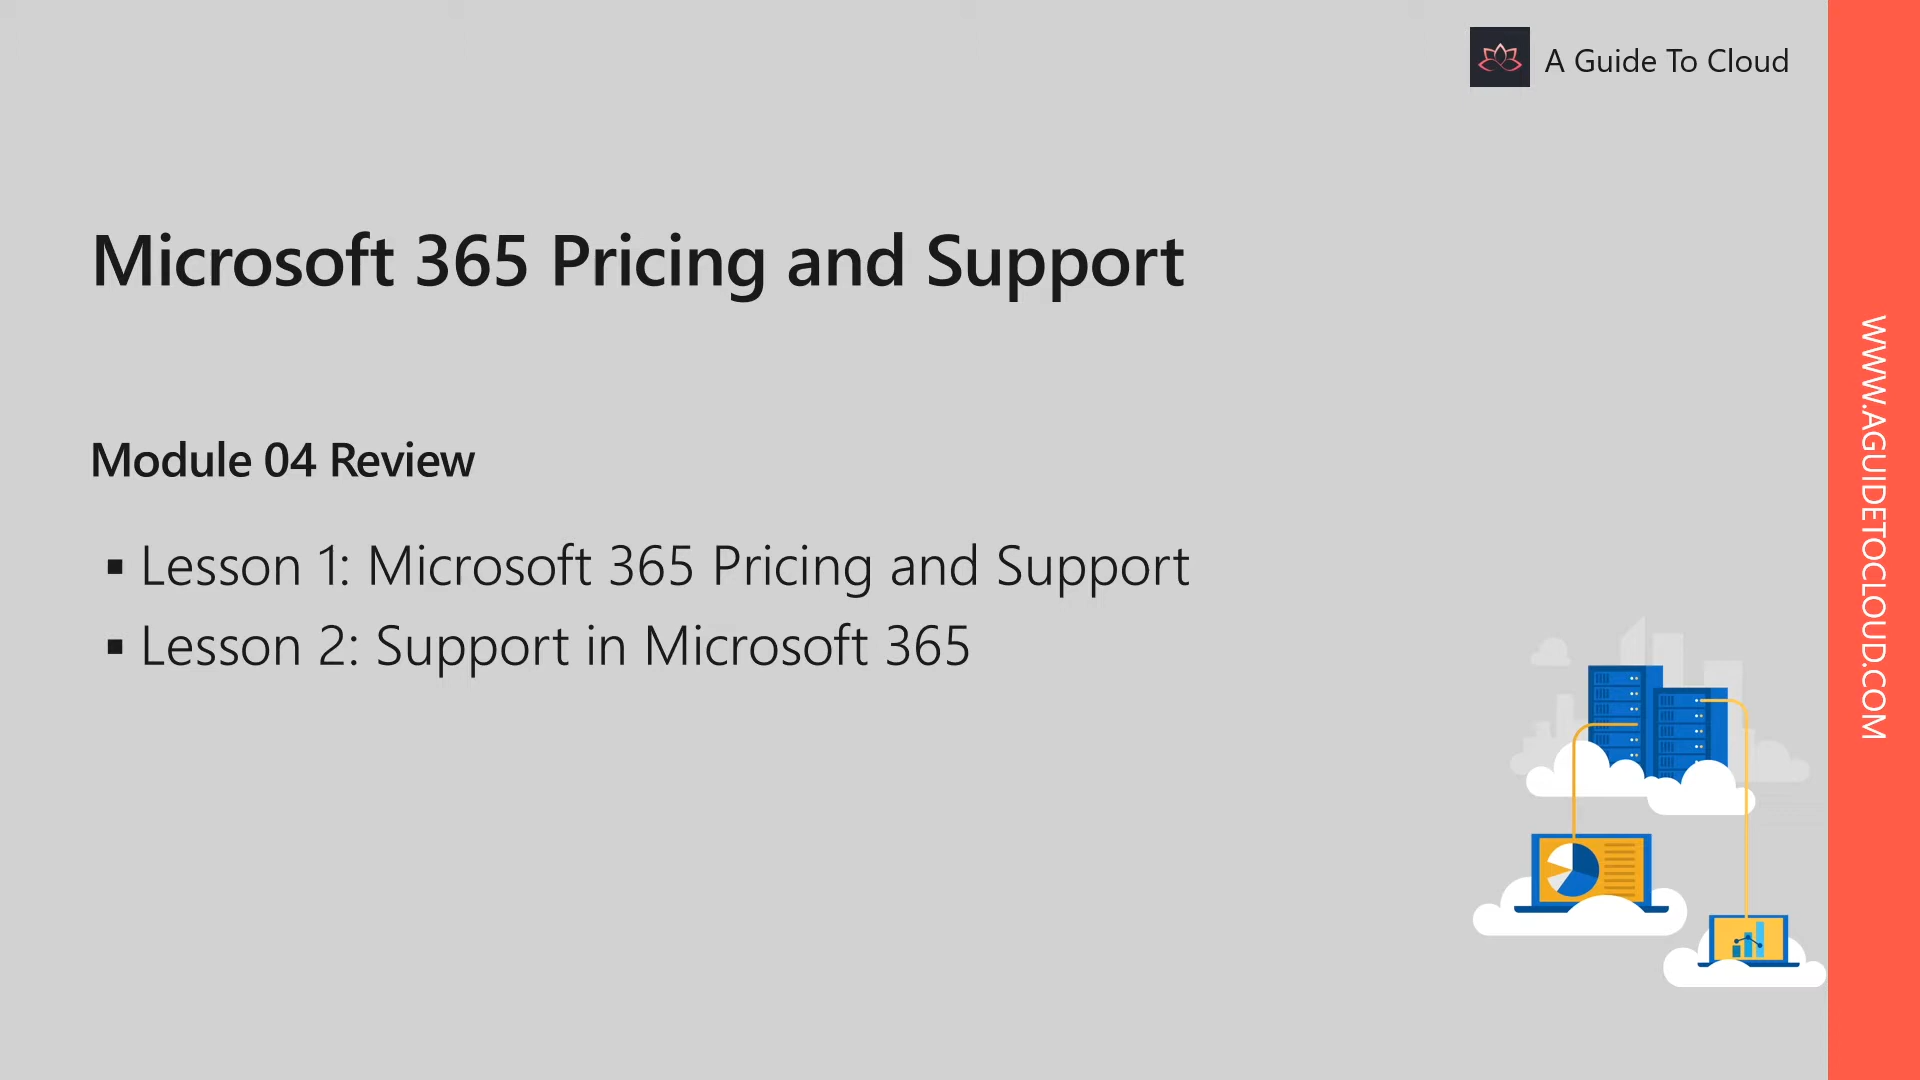 A Guide To Cloud
Microsoft 365 Pricing and Support
Module 04 Review
▪ Lesson 1: Microsoft 365 Pricing and Support
▪ Lesson 2: Support in Microsoft 365
WWW.AGUIDETOCLOUD.COM